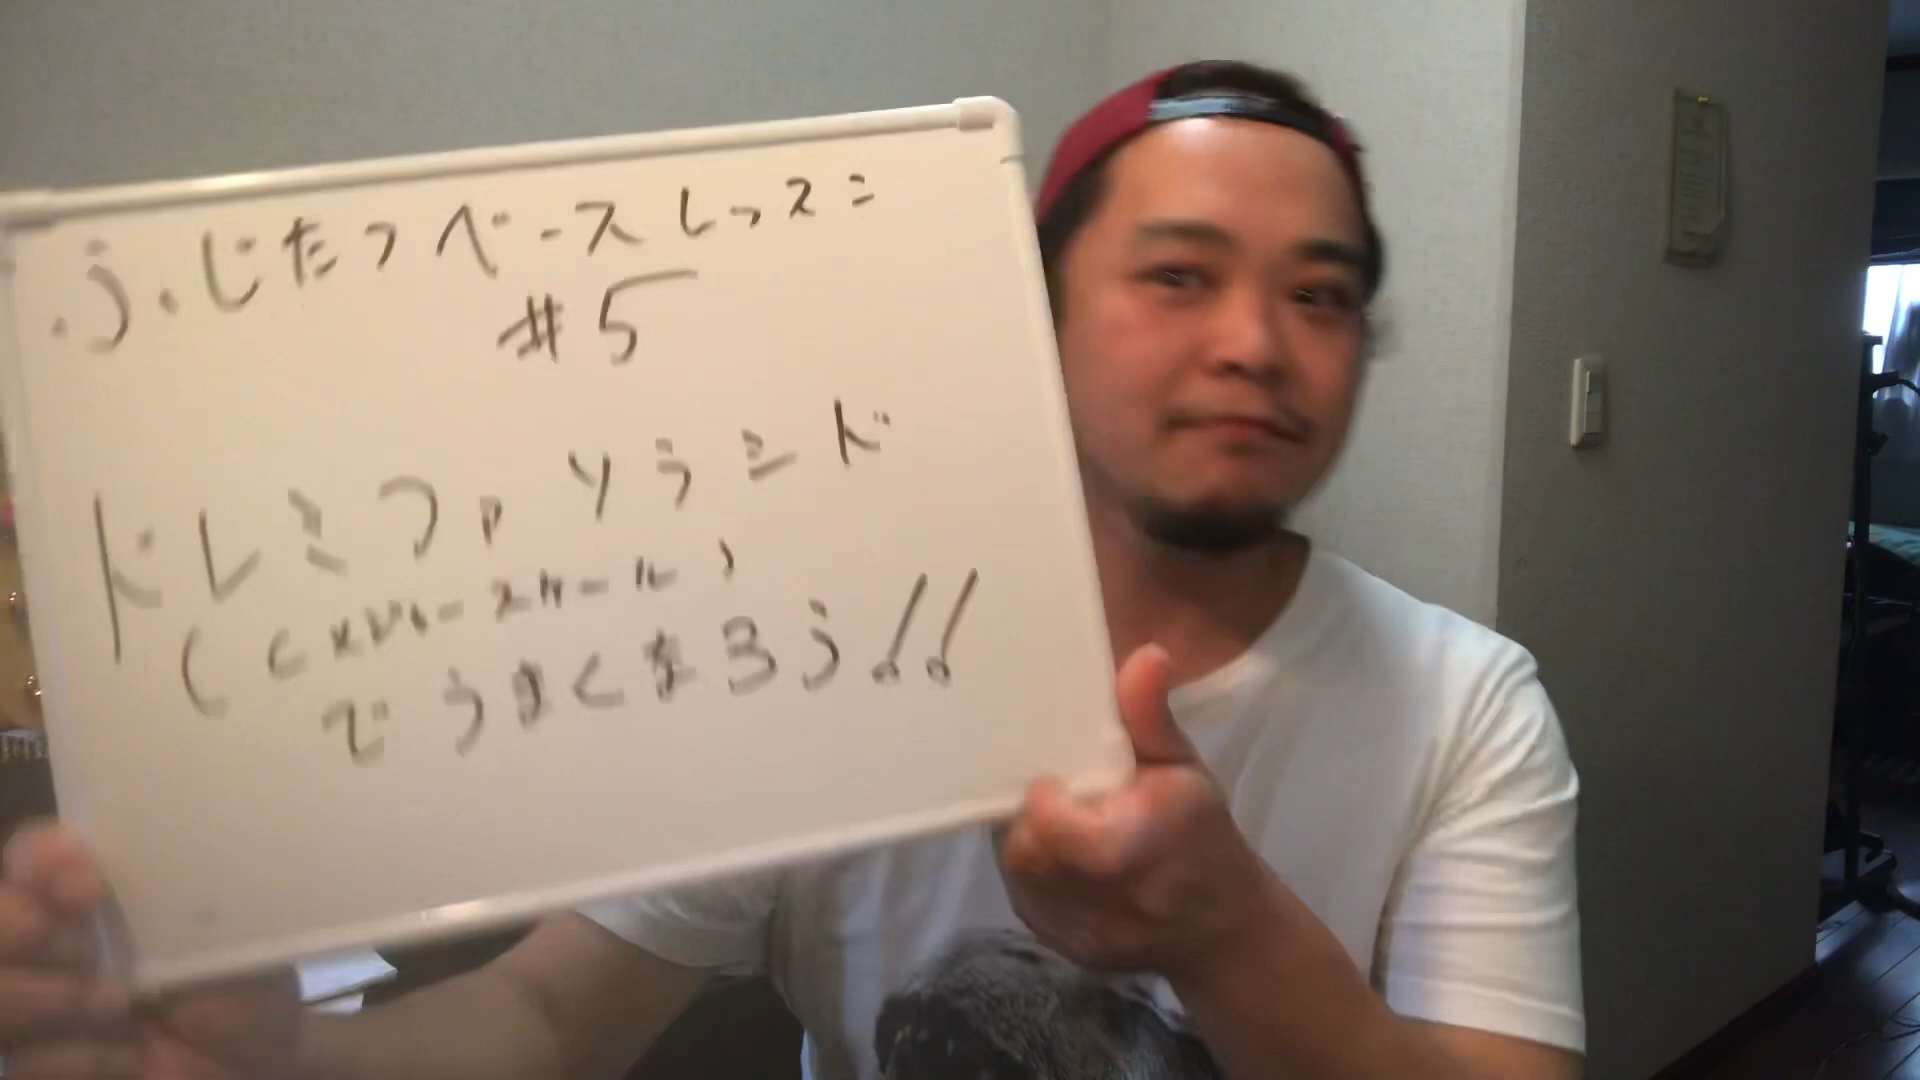 う.じたつベースレッスン
#5
ドレミファソラシド
(Cメジャースケール)
でうまくなろう!!